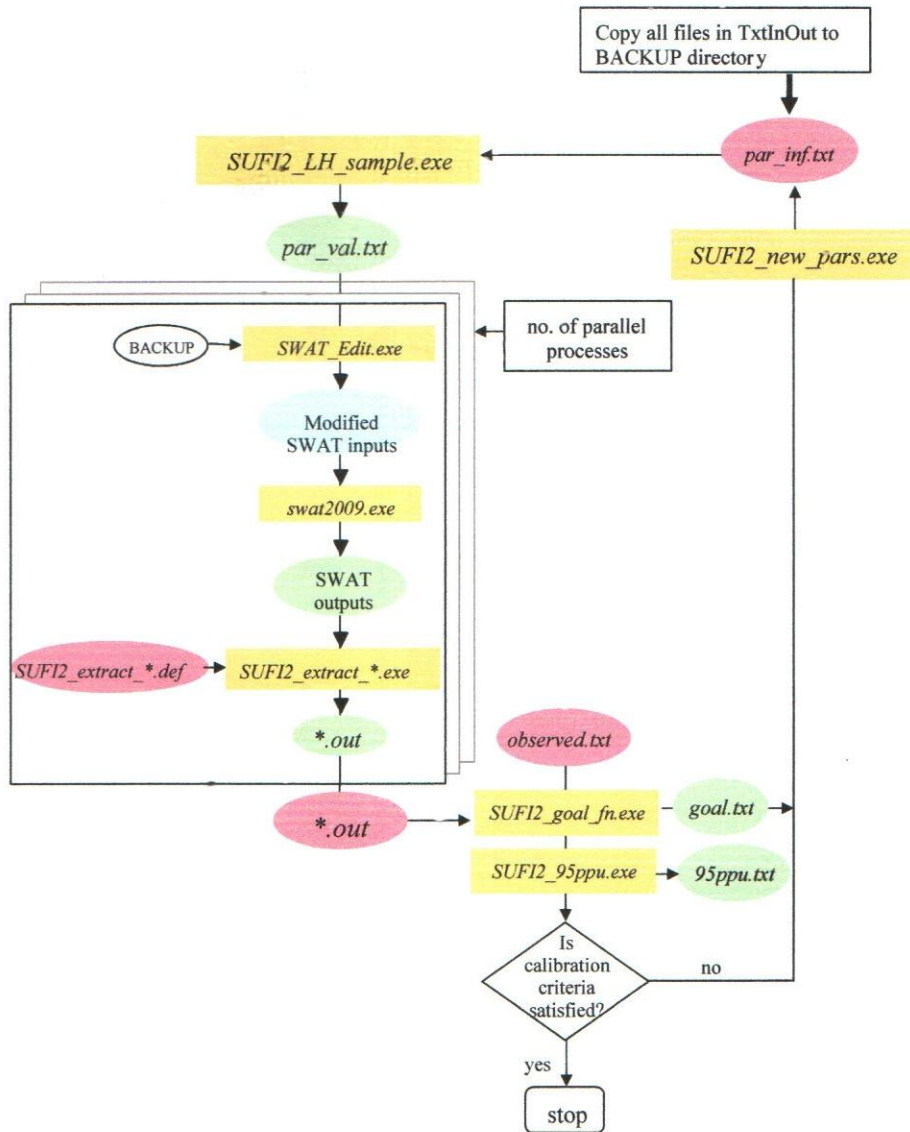 Copy all files in TxtInOut to
BACKUP directory
par_inf.txt
SUFI2_LH_sample.exe
par_val.txt
SUFI2_new_pars.exe
no. of parallel
processes
BACKUP
SWAT_Edit.exe
Modified
SWAT inputs
swat2009.exe
SWAT
outputs
SUFI2_extract_*.def
SUFI2_extract_*.exe
*.out
observed.txt
*.out
SUFI2_goal_fn.exe
goal.txt
SUFI2_95ppu.exe
95ppu.txt
Is
calibration
criteria
satisfied?
no
yes
stop